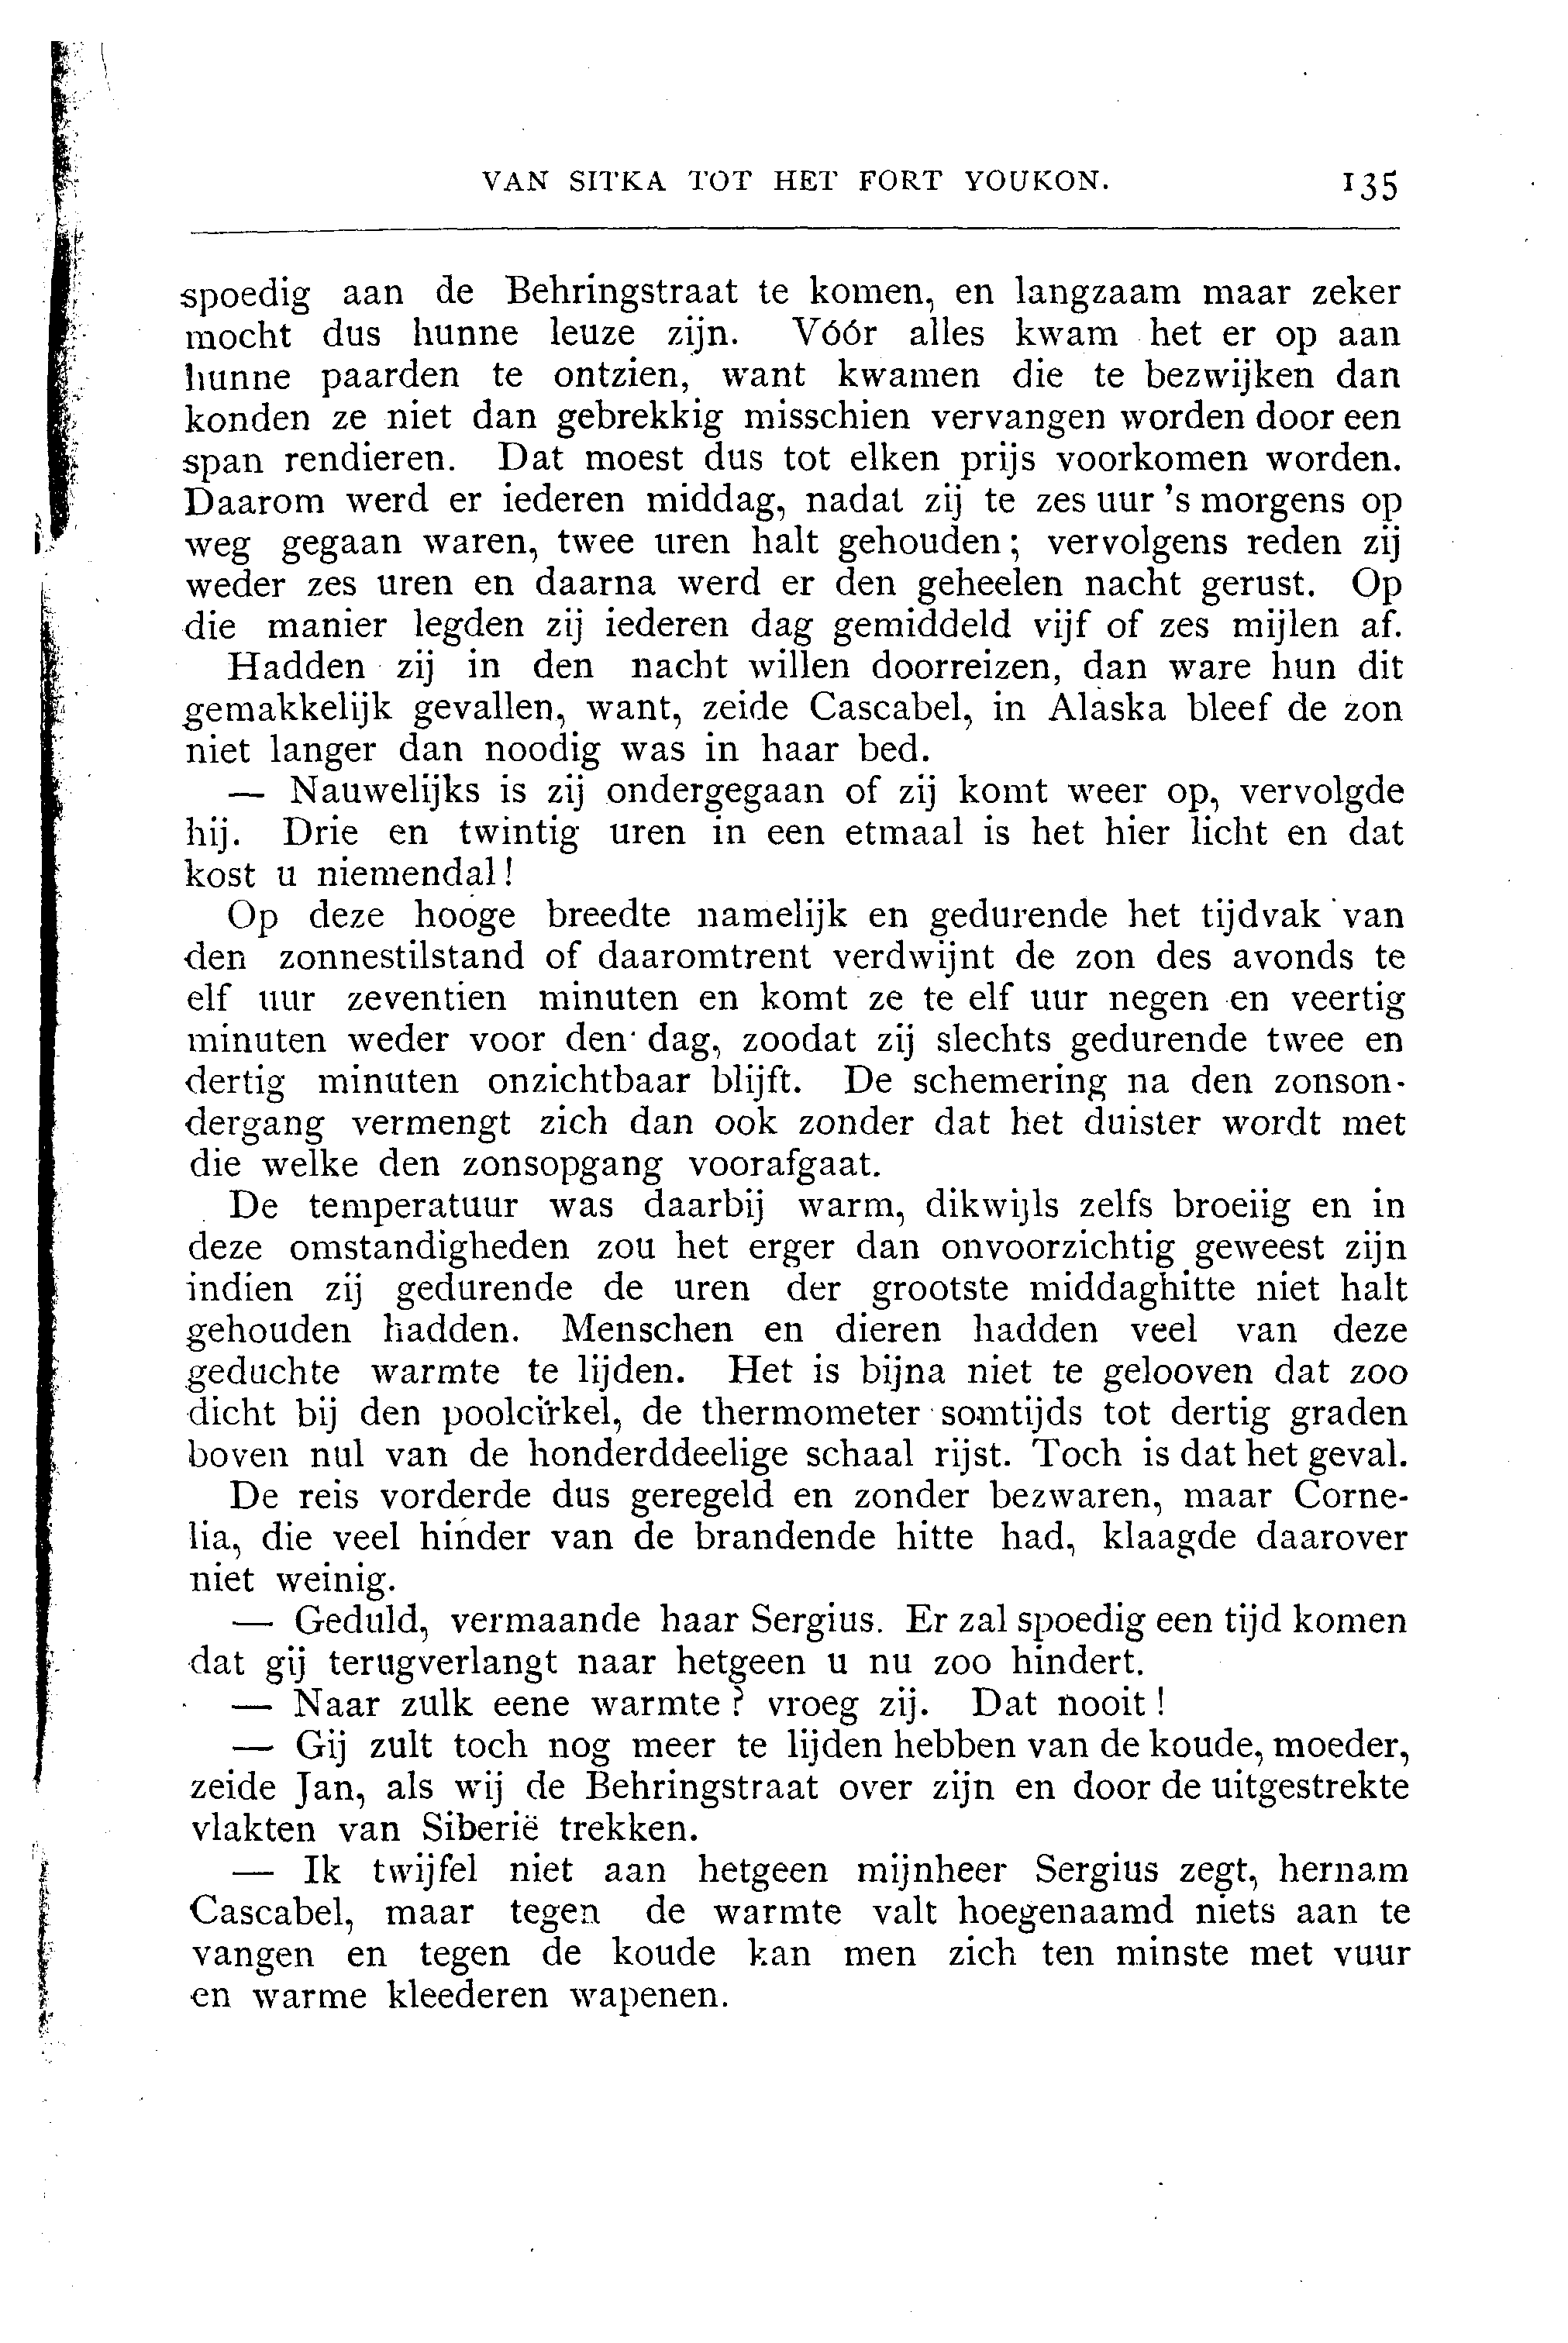 VAN SITKA TOT HET FORT YOUKON. 135
spoedig aan de Behringstraat te komen, en langzaam maar zeker
mocht dus hunne leuze zijn. Vóór alles kwam het er op aan
hunne paarden te ontzien, want kwamen die te bezwijken dan
konden ze niet dan gebrekkig misschien vervangen worden door een
span rendieren. Dat moest dus tot elken prijs voorkomen worden.
Daarom werd er iederen middag, nadat zij te zes uur 's morgens op
weg gegaan waren, twee uren halt gehouden; vervolgens reden zij
weder zes uren en daarna werd er den geheelen nacht gerust. Op
die manier legden zij iederen dag gemiddeld vijf of zes mijlen af.
Hadden zij in den nacht willen doorreizen, dan ware hun dit
gemakkelijk gevallen, want, zeide Cascabel, in Alaska bleef de zon
niet langer dan noodig was in haar bed.
— Nauwelijks is zij ondergegaan of zij komt weer op, vervolgde
hij. Drie en twintig uren in een etmaal is het hier licht en dat
kost u niemendal!
Op deze hooge breedte namelijk en gedurende het tijdvak van
den zonnestilstand of daaromtrent verdwijnt de zon des avonds te
elf uur zeventien minuten en komt ze te elf uur negen en veertig
minuten weder voor den dag, zoodat zij slechts gedurende twee en
dertig minuten onzichtbaar blijft. De schemering na den zonson-
dergang vermengt zich dan ook zonder dat het duister wordt met
die welke den zonsopgang voorafgaat.
De temperatuur was daarbij warm, dikwijls zelfs broeiig en in
deze omstandigheden zou het erger dan onvoorzichtig geweest zijn
indien zij gedurende de uren der grootste middaghitte niet halt
gehouden hadden. Menschen en dieren hadden veel van deze
geduchte warmte te lijden. Het is bijna niet te gelooven dat zoo
dicht bij den poolcirkel, de thermometer somtijds tot dertig graden
boven nul van de honderddeelige schaal rijst. Toch is dat het geval.
De reis vorderde dus geregeld en zonder bezwaren, maar Corne-
lia, die veel hinder van de brandende hitte had, klaagde daarover
niet weinig.
— Geduld, vermaande haar Sergius. Er zal spoedig een tijd komen
dat gij terugverlangt naar hetgeen u nu zoo hindert.
— Naar zulk eene warmte? vroeg zij. Dat nooit!
— Gij zult toch nog meer te lijden hebben van de koude, moeder,
zeide Jan, als wij de Behringstraat over zijn en door de uitgestrekte
vlakten van Siberië trekken.
— Ik twijfel niet aan hetgeen mijnheer Sergius zegt, hernam
Cascabel, maar tegen de warmte valt hoegenaamd niets aan te
vangen en tegen de koude kan men zich ten minste met vuur
en warme kleederen wapenen.